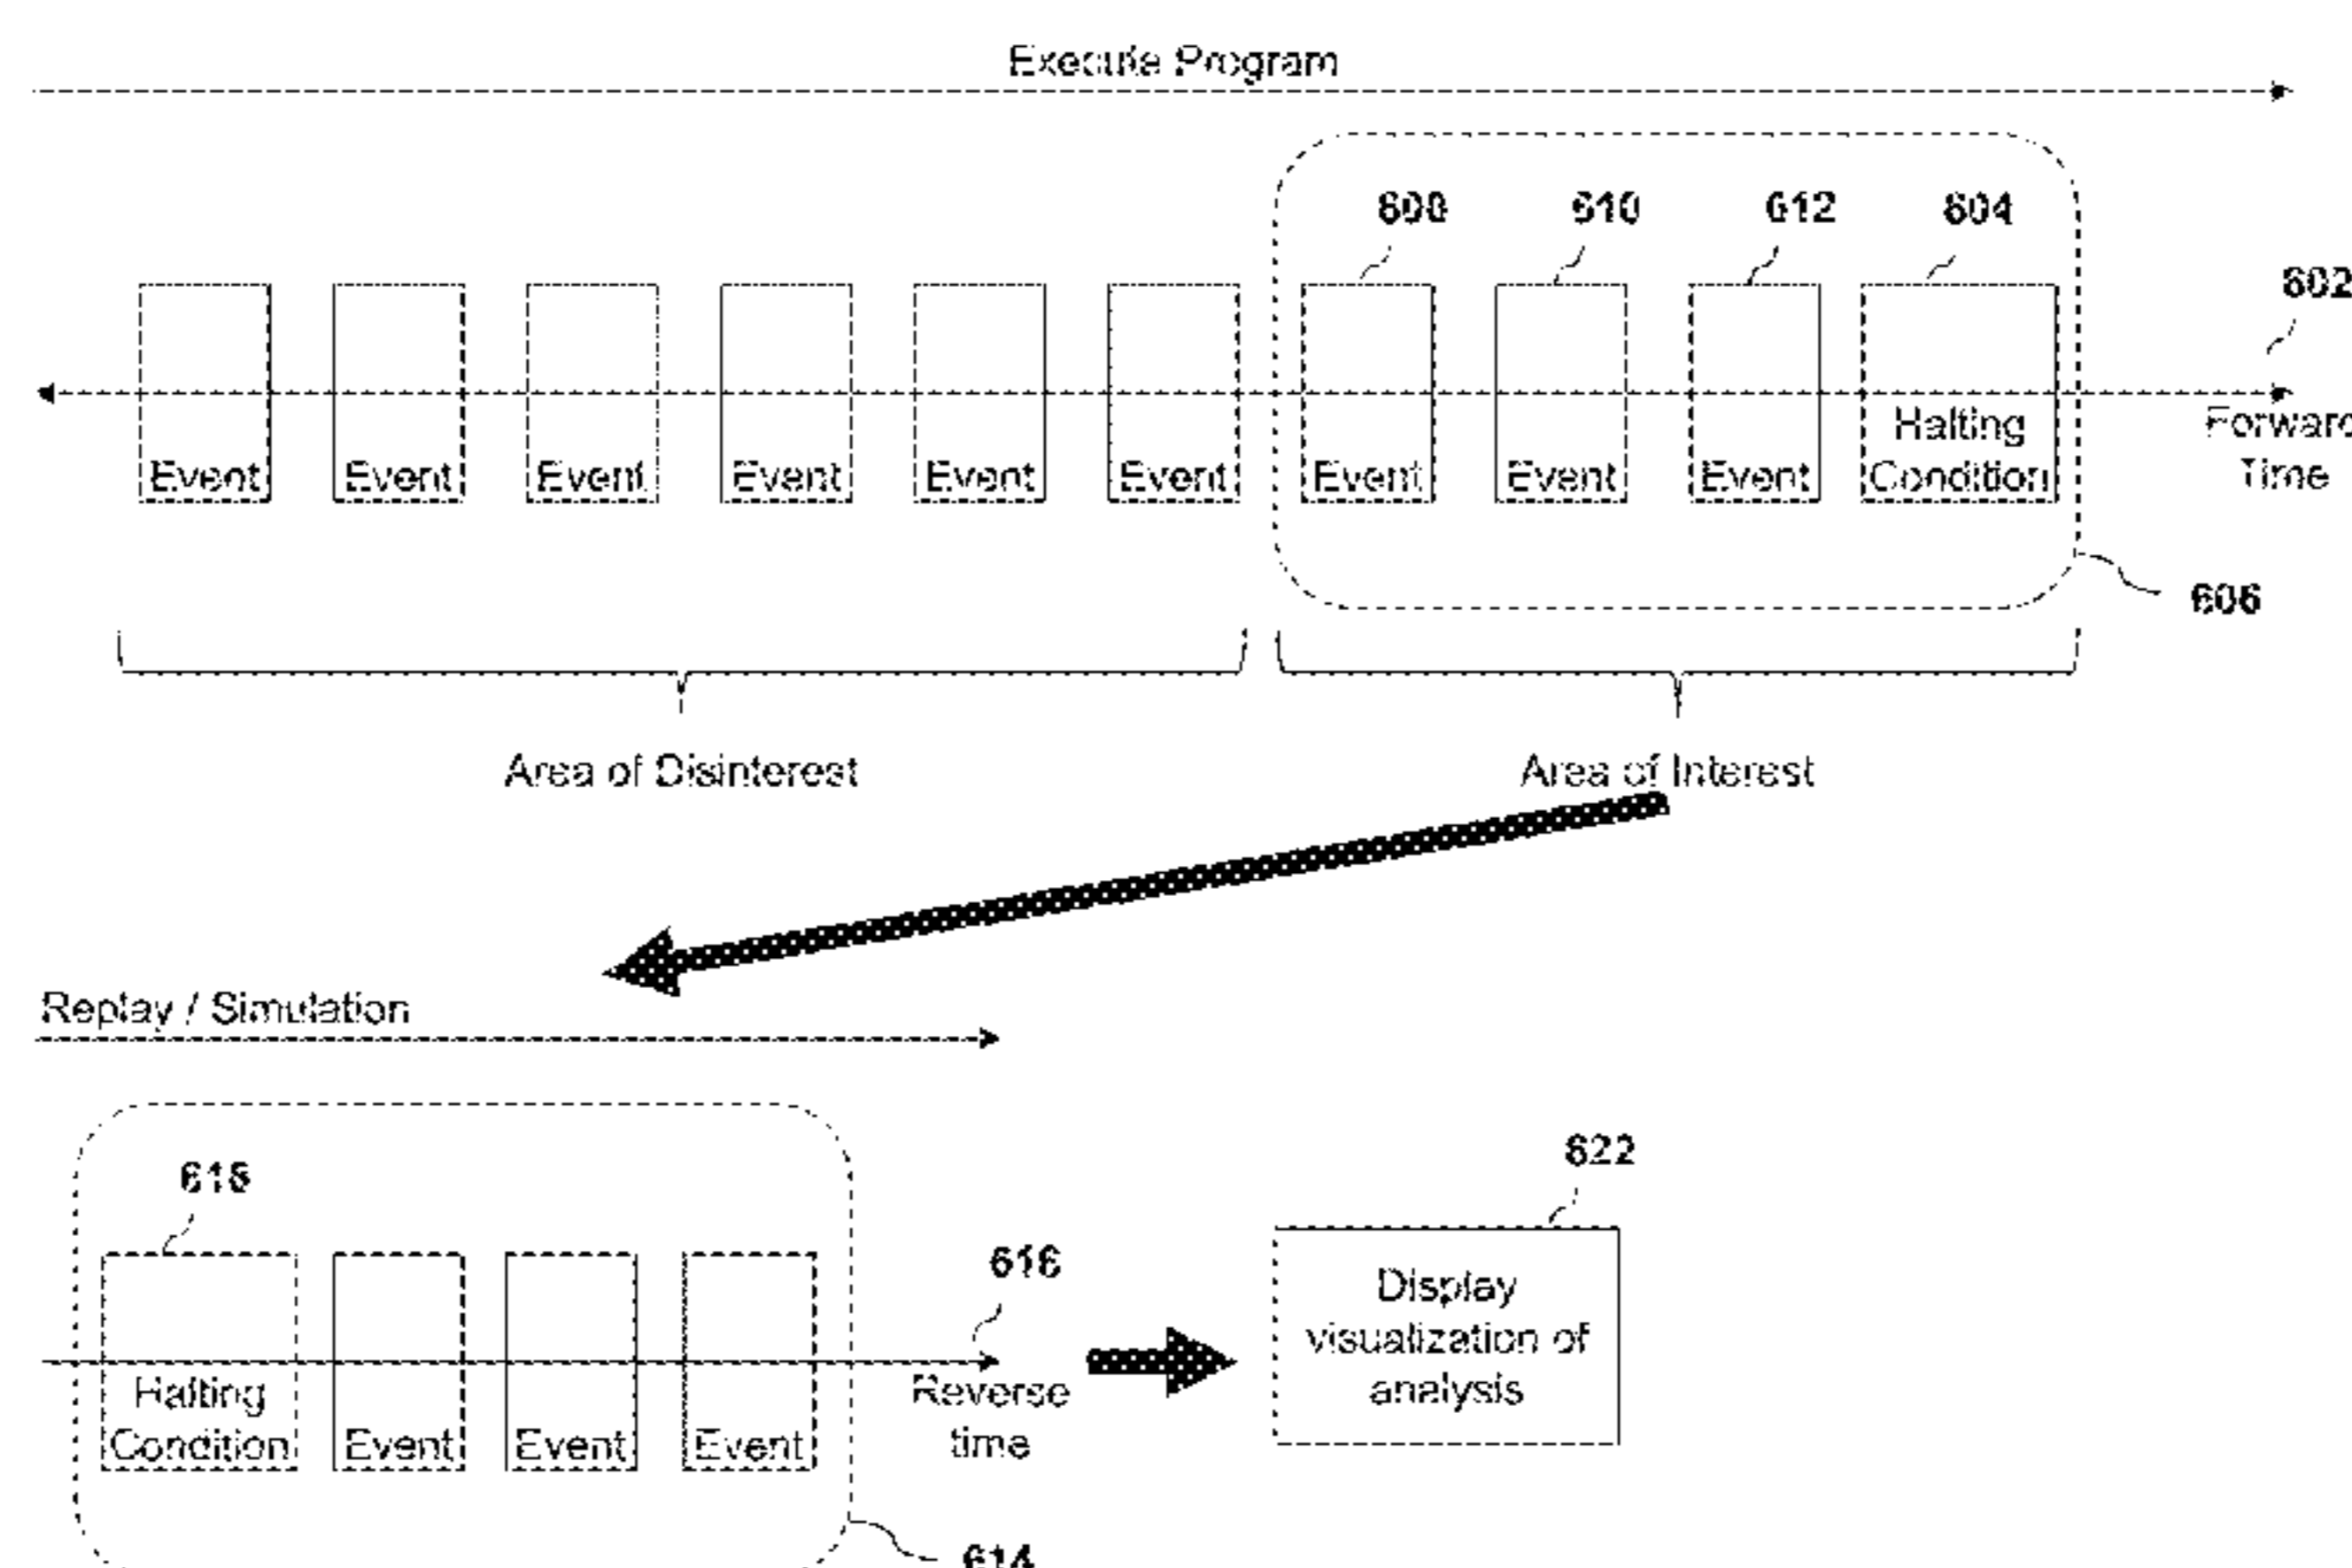 Execute Program
608 610 612 604
602
Event Event Event Event Event Event Event Event Event Halting Condition
Forward Time
606
Area of Disinterest Area of Interest
Replay / Simulation
622
616
Display
visualization of
analysis
Halting
Condition Event Event Event
Reverse
time
614